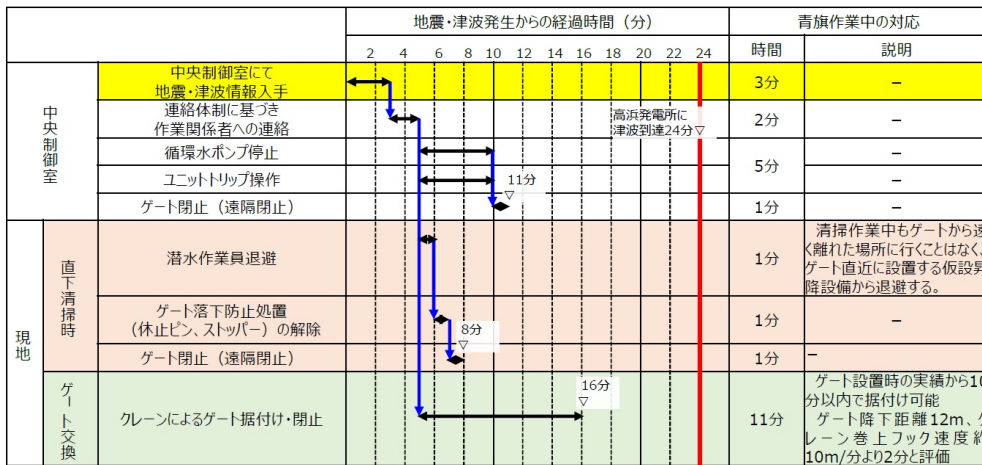 地震・津波発生からの経過時間（分）
青旗作業中の対応
2 4 6 8 10 12 14 16 18 20 22 24
時間
説明
中央制御室
中央制御室にて
地震・津波情報入手
3分
－
連絡体制に基づき
作業関係者への連絡
高浜発電所に
津波到達24分▽
2分
－
循環水ポンプ停止
5分
－
ユニットトリップ操作
11分
▽
－
ゲート閉止（遠隔閉止）
1分
－
現地
直下清掃時
潜水作業員退避
1分
清掃作業中もゲートから遠
く離れた場所に行くことはなく、
ゲート直近に設置する仮設昇
降設備から退避する。
ゲート落下防止処置
（休止ピン、ストッパー）の解除
8分
▽
1分
－
ゲート閉止（遠隔閉止）
1分
－
ゲート交換
クレーンによるゲート据付け・閉止
16分
▽
11分
ゲート設置時の実績から10
分以内で据付け可能
ゲート降下距離12m、ク
レーン巻上フック速度約
10m/分より2分と評価